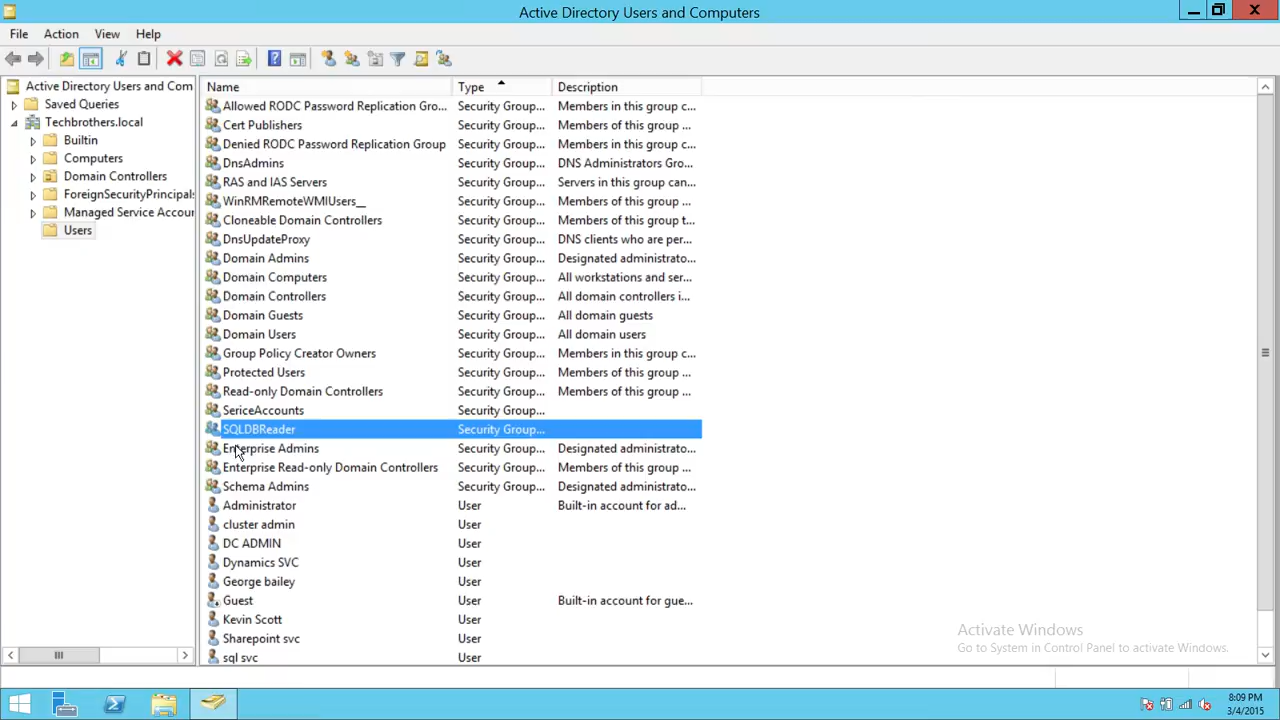 Active Directory Users and Computers
File Action View Help
Active Directory Users and Com
Saved Queries
Techbrothers.local
Builtin
Computers
Domain Controllers
ForeignSecurityPrincipals
Managed Service Accour
Users
Name Type Description
Allowed RODC Password Replication Gro... Security Group... Members in this group c...
Cert Publishers Security Group... Members of this group ...
Denied RODC Password Replication Group Security Group... Members in this group c...
DnsAdmins Security Group... DNS Administrators Gro...
RAS and IAS Servers Security Group... Servers in this group can...
WinRMRemoteWMIUsers__ Security Group... Members of this group ...
Cloneable Domain Controllers Security Group... Members of this group t...
DnsUpdateProxy Security Group... DNS clients who are per...
Domain Admins Security Group... Designated administrato...
Domain Computers Security Group... All workstations and ser...
Domain Controllers Security Group... All domain controllers i...
Domain Guests Security Group... All domain guests
Domain Users Security Group... All domain users
Group Policy Creator Owners Security Group... Members in this group c...
Protected Users Security Group... Members of this group ...
Read-only Domain Controllers Security Group... Members of this group ...
SericeAccounts Security Group...
SQLDBReader Security Group...
Enterprise Admins Security Group... Designated administrato...
Enterprise Read-only Domain Controllers Security Group... Members of this group ...
Schema Admins Security Group... Designated administrato...
Administrator User Built-in account for ad...
cluster admin User
DC ADMIN User
Dynamics SVC User
George bailey User
Guest User Built-in account for gue...
Kevin Scott User
Sharepoint svc User
sql svc User
Activate Windows
Go to System in Control Panel to activate Windows.
8:09 PM
3/4/2015